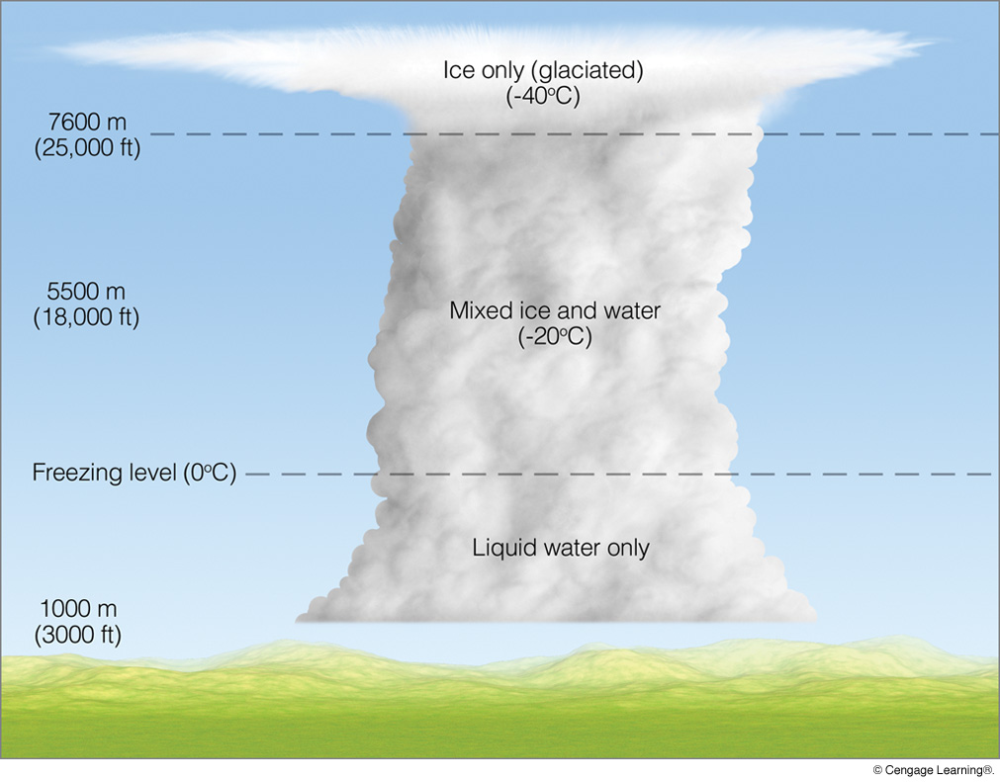 Ice only (glaciated)
(-40°C)
7600 m
(25,000 ft)
5500 m
(18,000 ft)
Mixed ice and water
(-20°C)
Freezing level (0°C)
Liquid water only
1000 m
(3000 ft)
© Cengage Learning®.